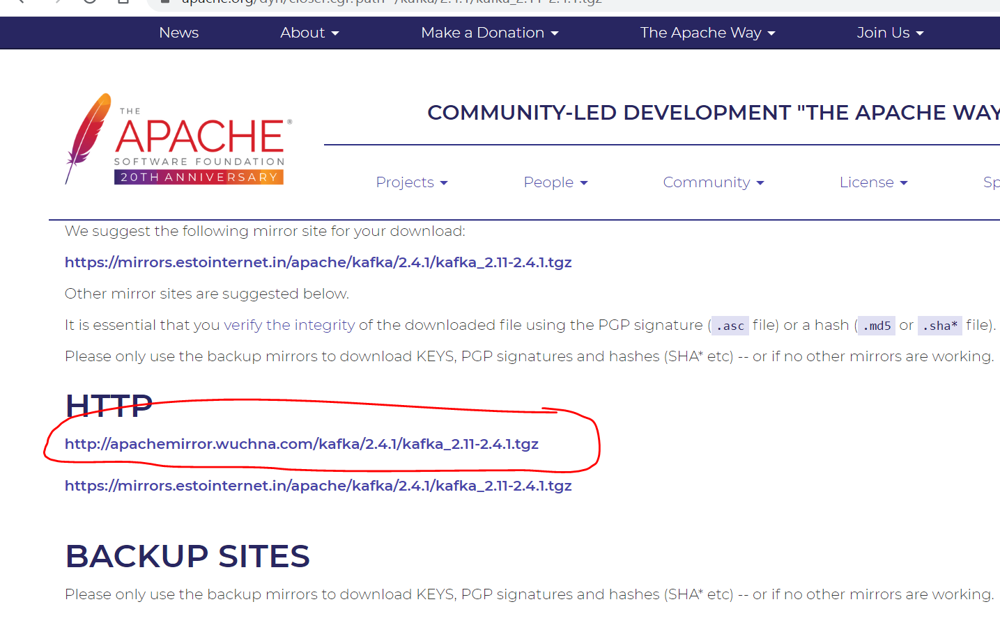 apache.org/dyn/closer.cgi?path=/kafka/2.4.1/kafka_2.11-2.4.1.tgz
News About Make a Donation The Apache Way Join Us
THE
APACHE®
SOFTWARE FOUNDATION
20TH ANNIVERSARY
COMMUNITY-LED DEVELOPMENT "THE APACHE WAY
Projects People Community License Sp
We suggest the following mirror site for your download:
https://mirrors.estointernet.in/apache/kafka/2.4.1/kafka_2.11-2.4.1.tgz
Other mirror sites are suggested below.
It is essential that you verify the integrity of the downloaded file using the PGP signature ( .asc file) or a hash ( .md5 or .sha* file).
Please only use the backup mirrors to download KEYS, PGP signatures and hashes (SHA* etc) -- or if no other mirrors are working.
HTTP
http://apachemirror.wuchna.com/kafka/2.4.1/kafka_2.11-2.4.1.tgz
https://mirrors.estointernet.in/apache/kafka/2.4.1/kafka_2.11-2.4.1.tgz
BACKUP SITES
Please only use the backup mirrors to download KEYS, PGP signatures and hashes (SHA* etc) -- or if no other mirrors are working.